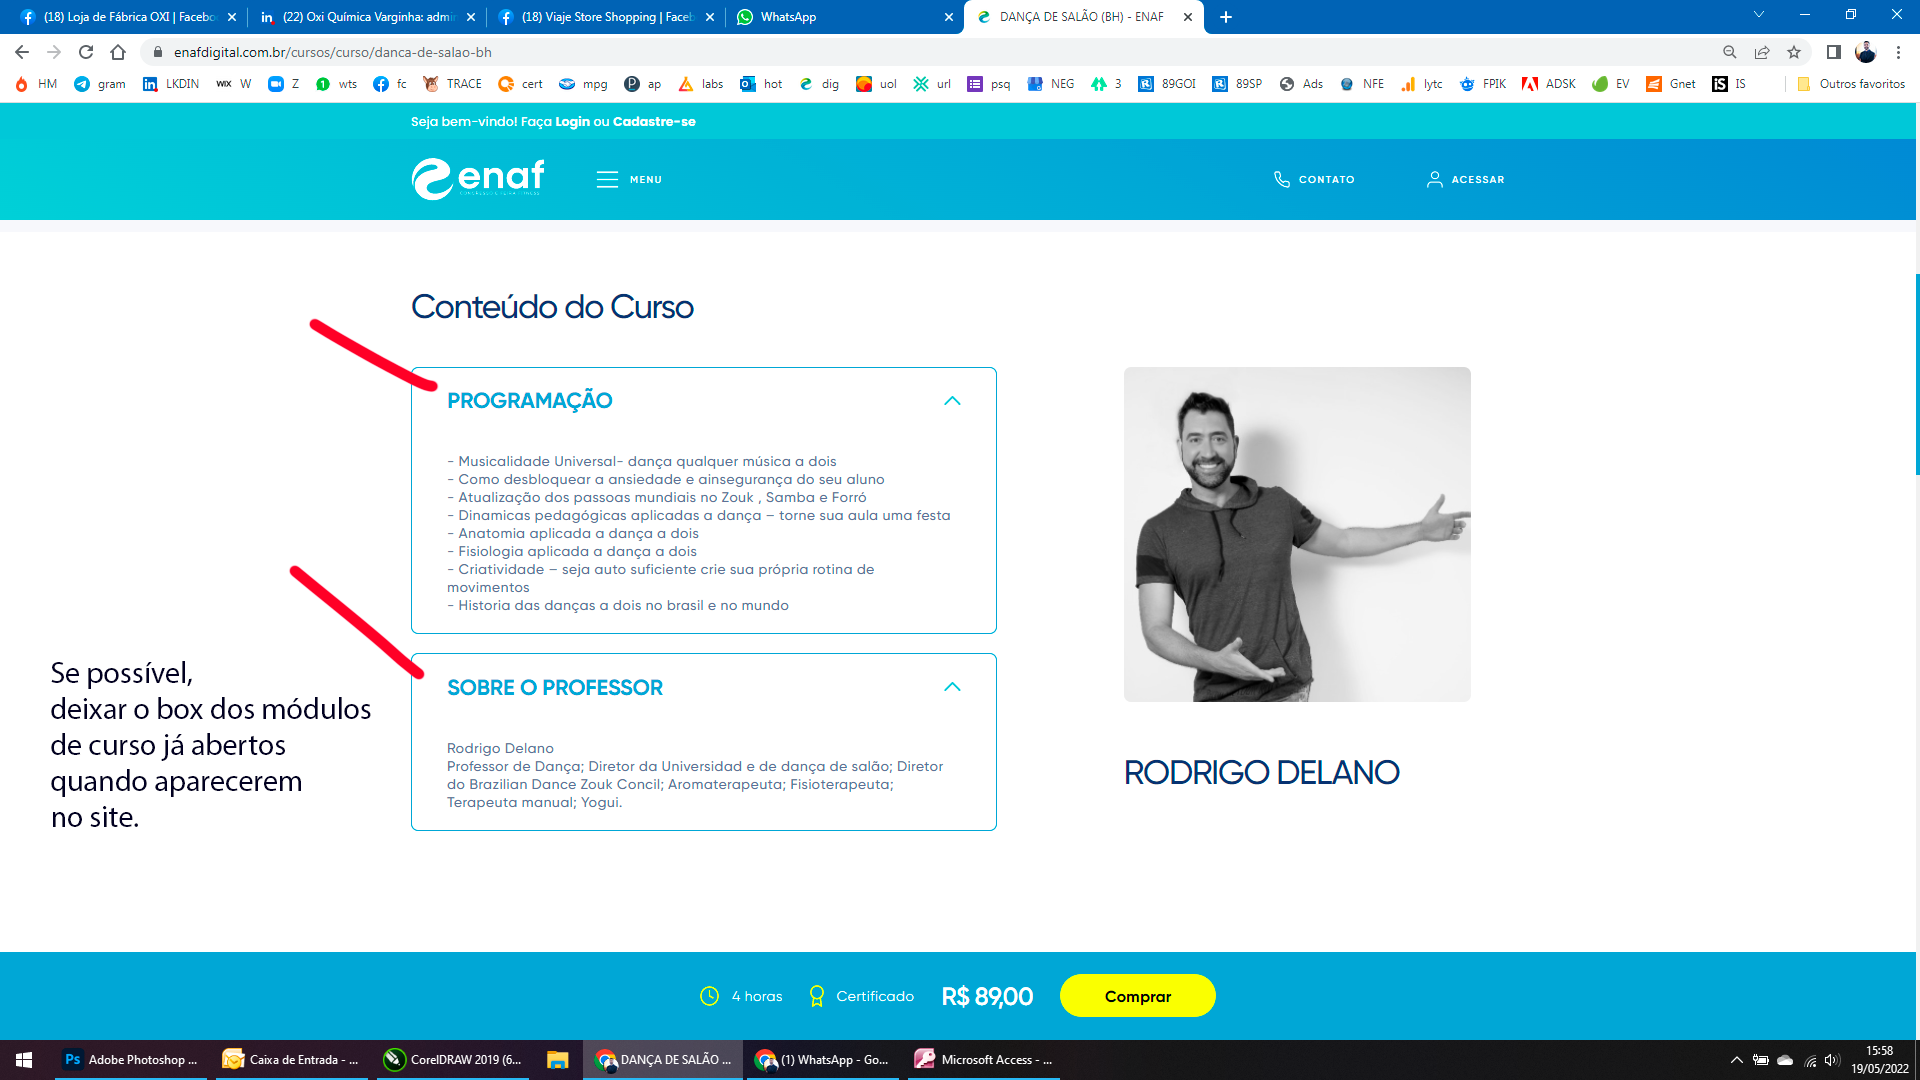 (18) Loja de Fábrica OXI | Facebo
(22) Oxi Química Varginha: admin
(18) Viaje Store Shopping | Faceb
WhatsApp
DANÇA DE SALÃO (BH) - ENAF
enafdigital.com.br/cursos/curso/danca-de-salao-bh
HM
gram
LKDIN
WIX W
Z
1 wts
fc
TRACE
cert
mpg
P ap
labs
hot
dig
uol
url
psq
NEG
3
89GOI
89SP
Ads
NFE
lytc
FPIK
ADSK
EV
Gnet
iS IS
Outros favoritos
Seja bem-vindo! Faça Login ou Cadastre-se
enaf
MENU
CONTATO
ACESSAR
Conteúdo do Curso
PROGRAMAÇÃO
- Musicalidade Universal- dança qualquer música a dois
- Como desbloquear a ansiedade e ainsegurança do seu aluno
- Atualização dos passoas mundiais no Zouk , Samba e Forró
- Dinamicas pedagógicas aplicadas a dança – torne sua aula uma festa
- Anatomia aplicada a dança a dois
- Fisiologia aplicada a dança a dois
- Criatividade – seja auto suficiente crie sua própria rotina de
movimentos
- Historia das danças a dois no brasil e no mundo
SOBRE O PROFESSOR
Rodrigo Delano
Professor de Dança; Diretor da Universidad e de dança de salão; Diretor
do Brazilian Dance Zouk Concil; Aromaterapeuta; Fisioterapeuta;
Terapeuta manual; Yogui.
Se possível,
deixar o box dos módulos
de curso já abertos
quando aparecerem
no site.
RODRIGO DELANO
4 horas
Certificado
R$ 89,00
Comprar
Ps Adobe Photoshop ...
Caixa de Entrada - ...
CorelDRAW 2019 (6...
DANÇA DE SALÃO ...
(1) WhatsApp - Go...
Microsoft Access - ...
15:58
19/05/2022